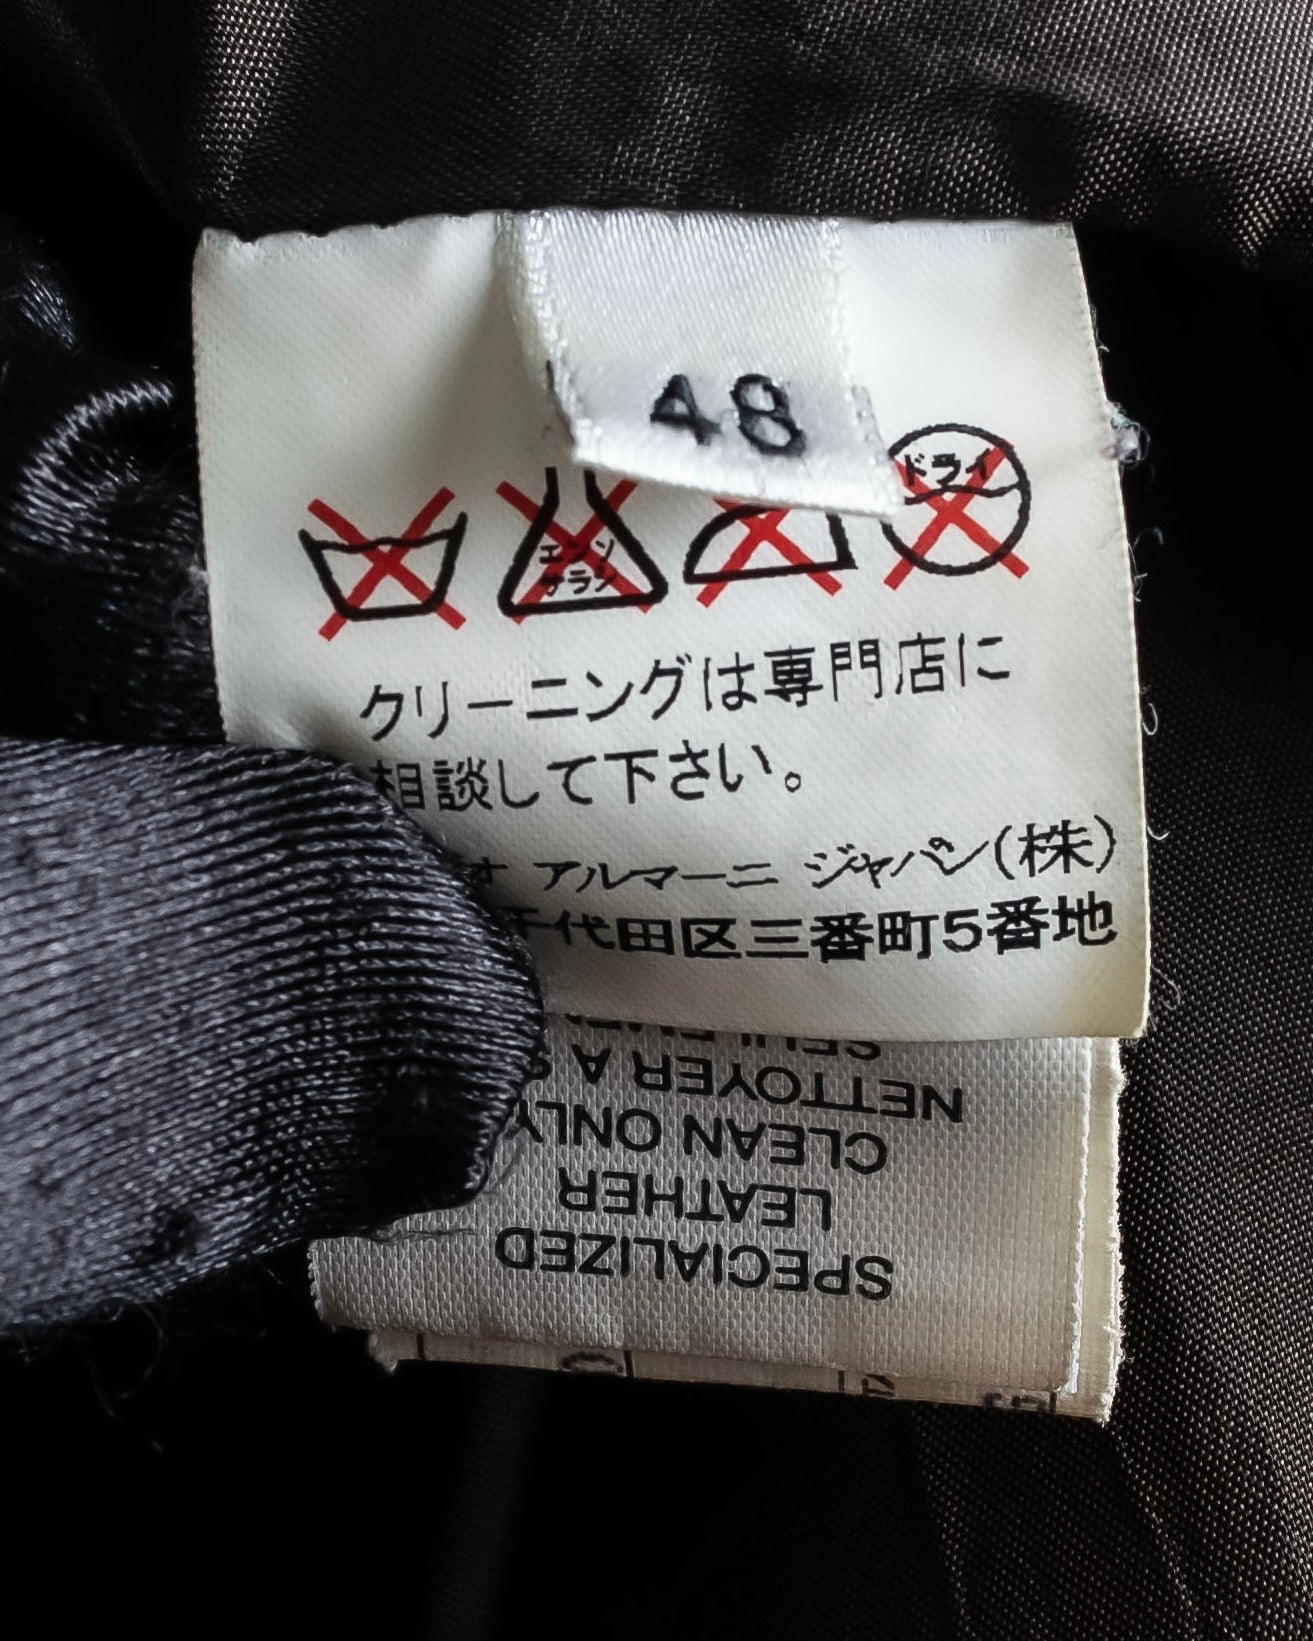 48
ドライ
エンソ
サラシ
クリーニングは専門店に
相談して下さい。
オ アルマーニ ジャパン(株)
千代田区三番町5番地
SPECIALIZED
LEATHER
CLEAN ONLY
NETTOYER A S